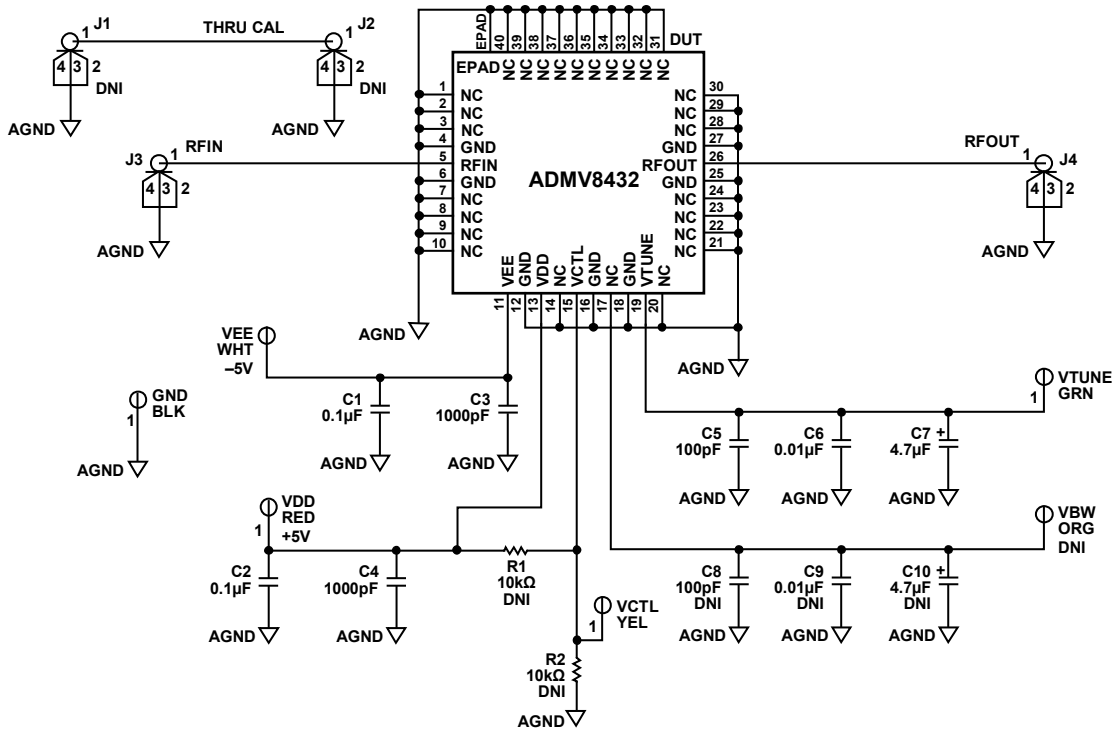 J1
1
THRU CAL
1
J2
4 3 2
DNI
AGND
4 3 2
DNI
AGND
EPAD
40
39
38
37
36
35
34
33
32
31
DUT
EPAD
NC
NC
NC
NC
NC
NC
NC
NC
NC
NC
1
NC
2
NC
3
NC
4
GND
5
RFIN
6
GND
7
NC
8
NC
9
NC
10
NC
ADMV8432
30
NC
29
NC
28
NC
27
GND
26
RFOUT
25
GND
24
NC
23
NC
22
NC
21
NC
VEE
GND
VDD
NC
VCTL
GND
NC
GND
VTUNE
NC
11
12
13
14
15
16
17
18
19
20
J3
1
RFIN
4 3 2
AGND
RFOUT
1
J4
4 3 2
AGND
AGND
AGND
VEE
WHT
–5V
C1
0.1µF
AGND
C3
1000pF
AGND
GND
BLK
1
AGND
VTUNE
GRN
1
C5
100pF
AGND
C6
0.01µF
AGND
C7
+
4.7µF
AGND
VDD
RED
+5V
1
C2
0.1µF
AGND
C4
1000pF
AGND
R1
10kΩ
DNI
VBW
ORG
DNI
1
C8
100pF
DNI
AGND
C9
0.01µF
DNI
AGND
C10
+
4.7µF
DNI
AGND
VCTL
YEL
1
R2
10kΩ
DNI
AGND